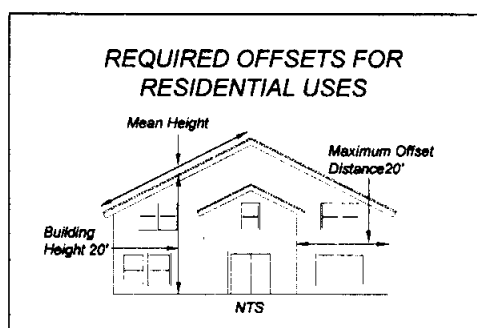 REQUIRED OFFSETS FOR
RESIDENTIAL USES
Mean Height
Maximum Offset
Distance20'
Building
Height 20'
NTS